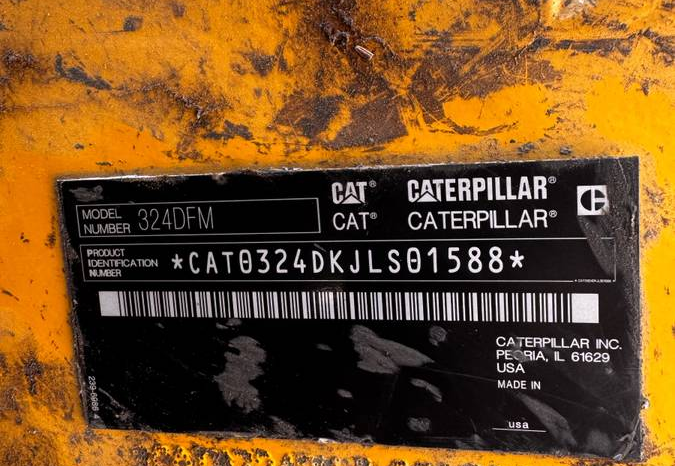 CAT® CATERPILLAR®
CAT® CATERPILLAR®
MODEL NUMBER 324DFM
PRODUCT IDENTIFICATION NUMBER *CAT0324DKJLS01588*
CATERPILLAR INC.
PEORIA, IL 61629
USA
MADE IN
usa